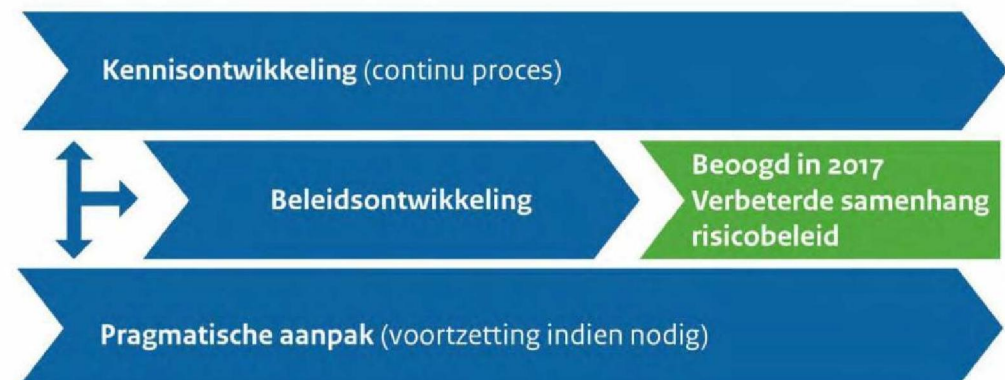 Kennisontwikkeling (continu proces)
Beleidsontwikkeling
Beoogd in 2017
Verbeterde samenhang
risicobeleid
Pragmatische aanpak (voortzetting indien nodig)